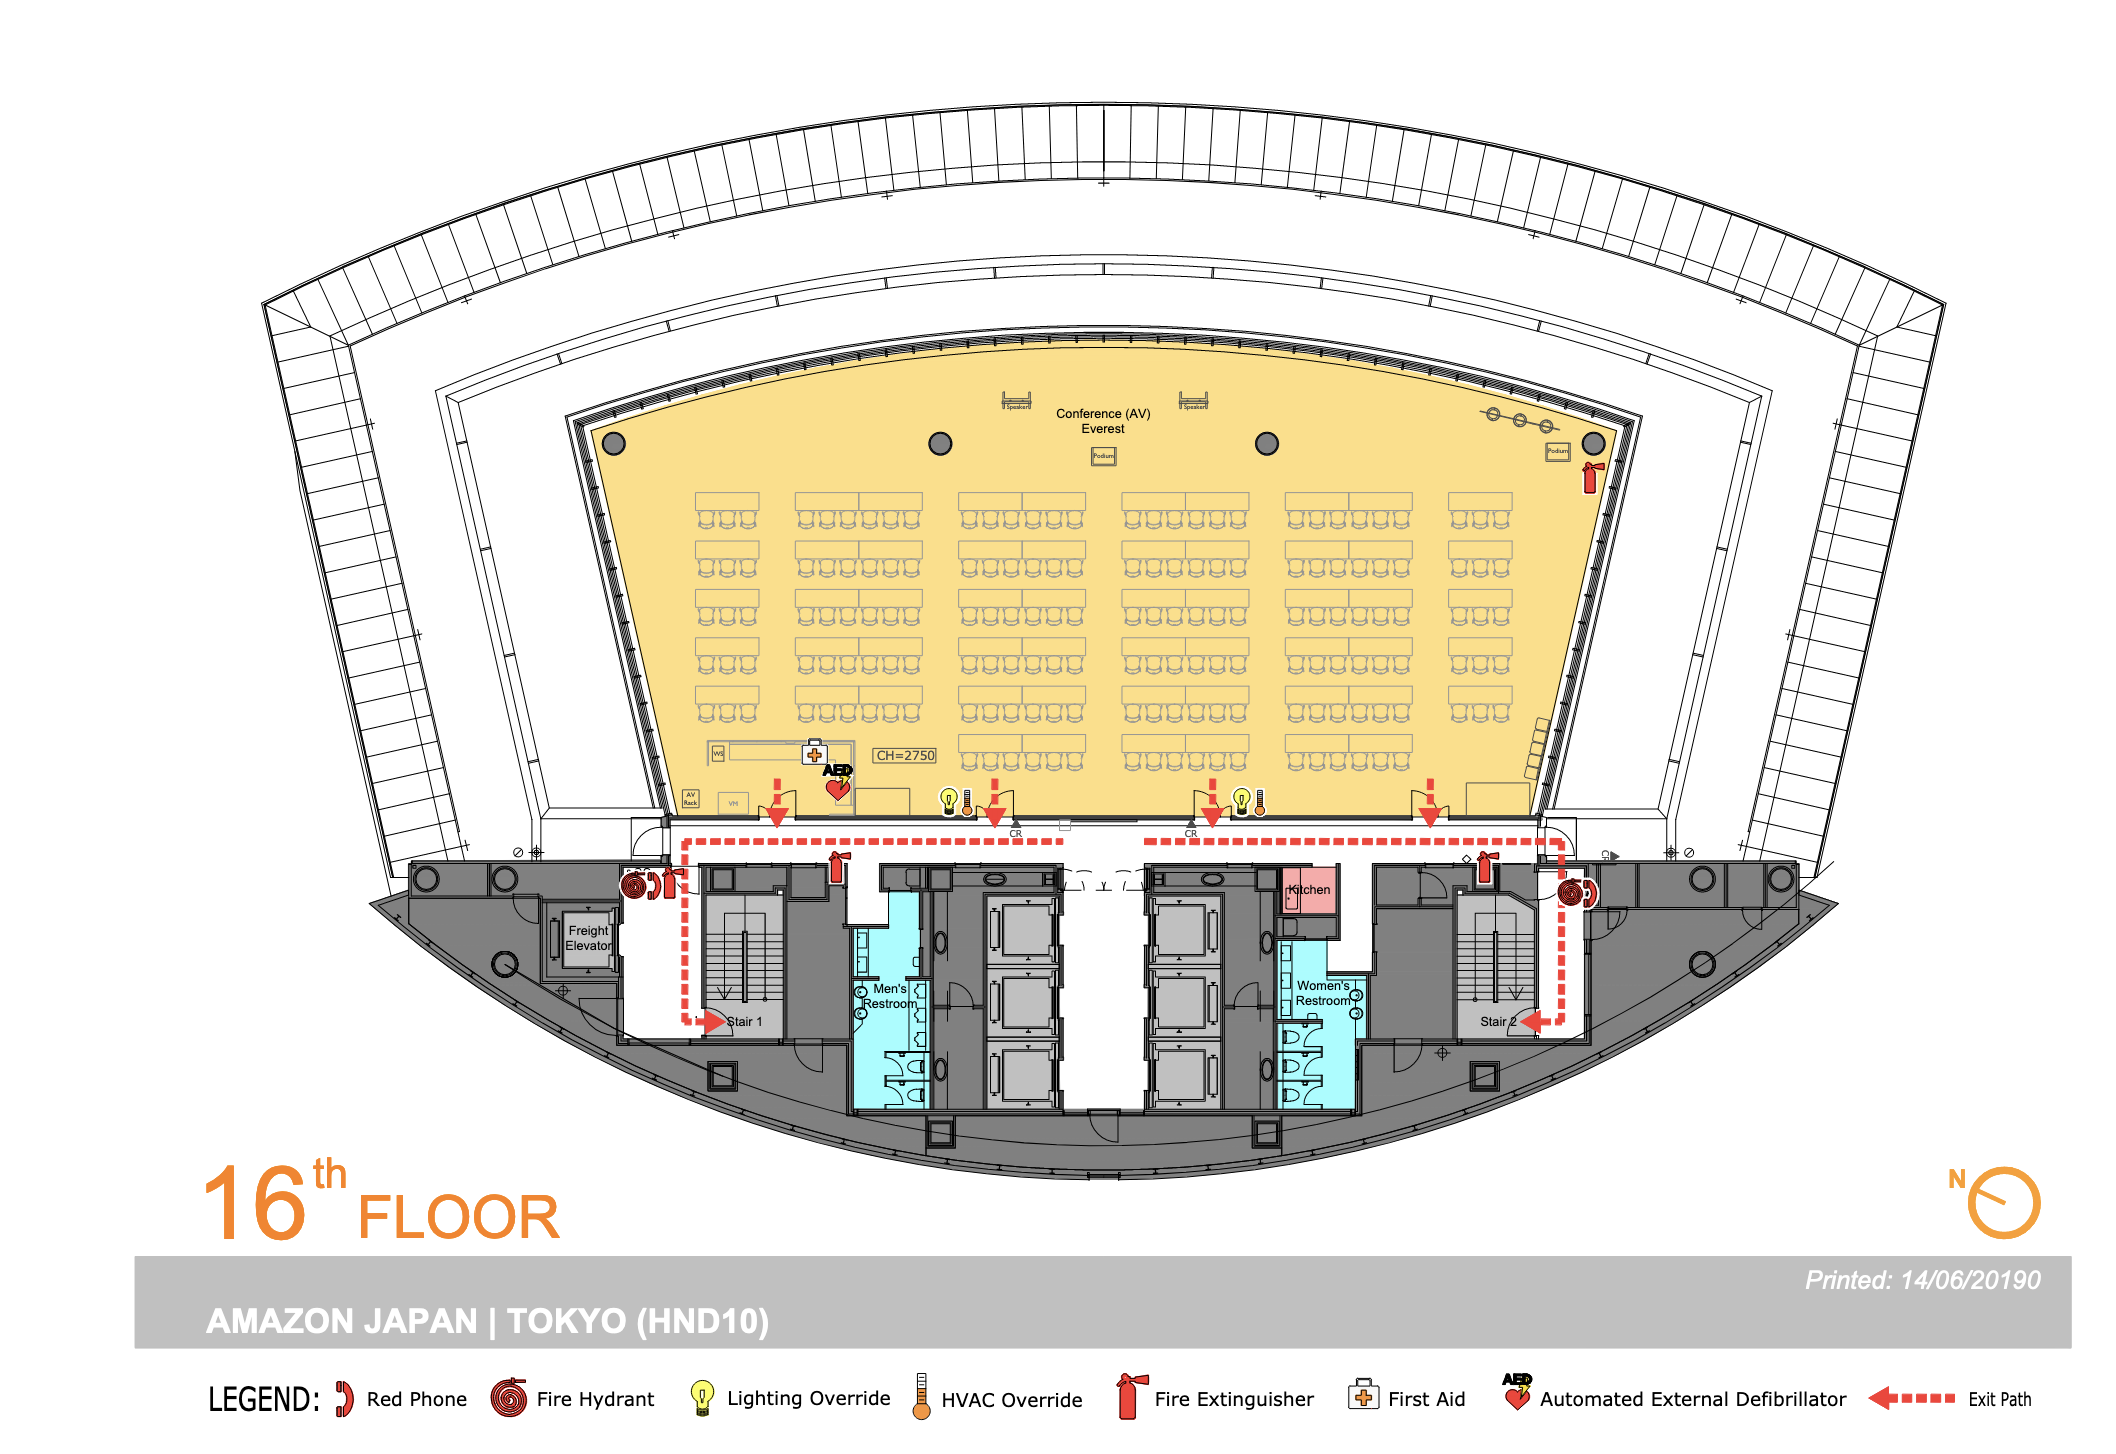 Speaker
Speaker
Conference (AV)
Everest
Podium
Podium
WS
AED
CH=2750
AV
Rack
VM
CR
CR
CR
Kitchen
Freight
Elevator
Men's
Restroom
Women's
Restroom
Stair 1
Stair 2
16th FLOOR
N
Printed: 14/06/20190
AMAZON JAPAN | TOKYO (HND10)
LEGEND:
Red Phone
Fire Hydrant
Lighting Override
HVAC Override
Fire Extinguisher
First Aid
AED
Automated External Defibrillator
Exit Path